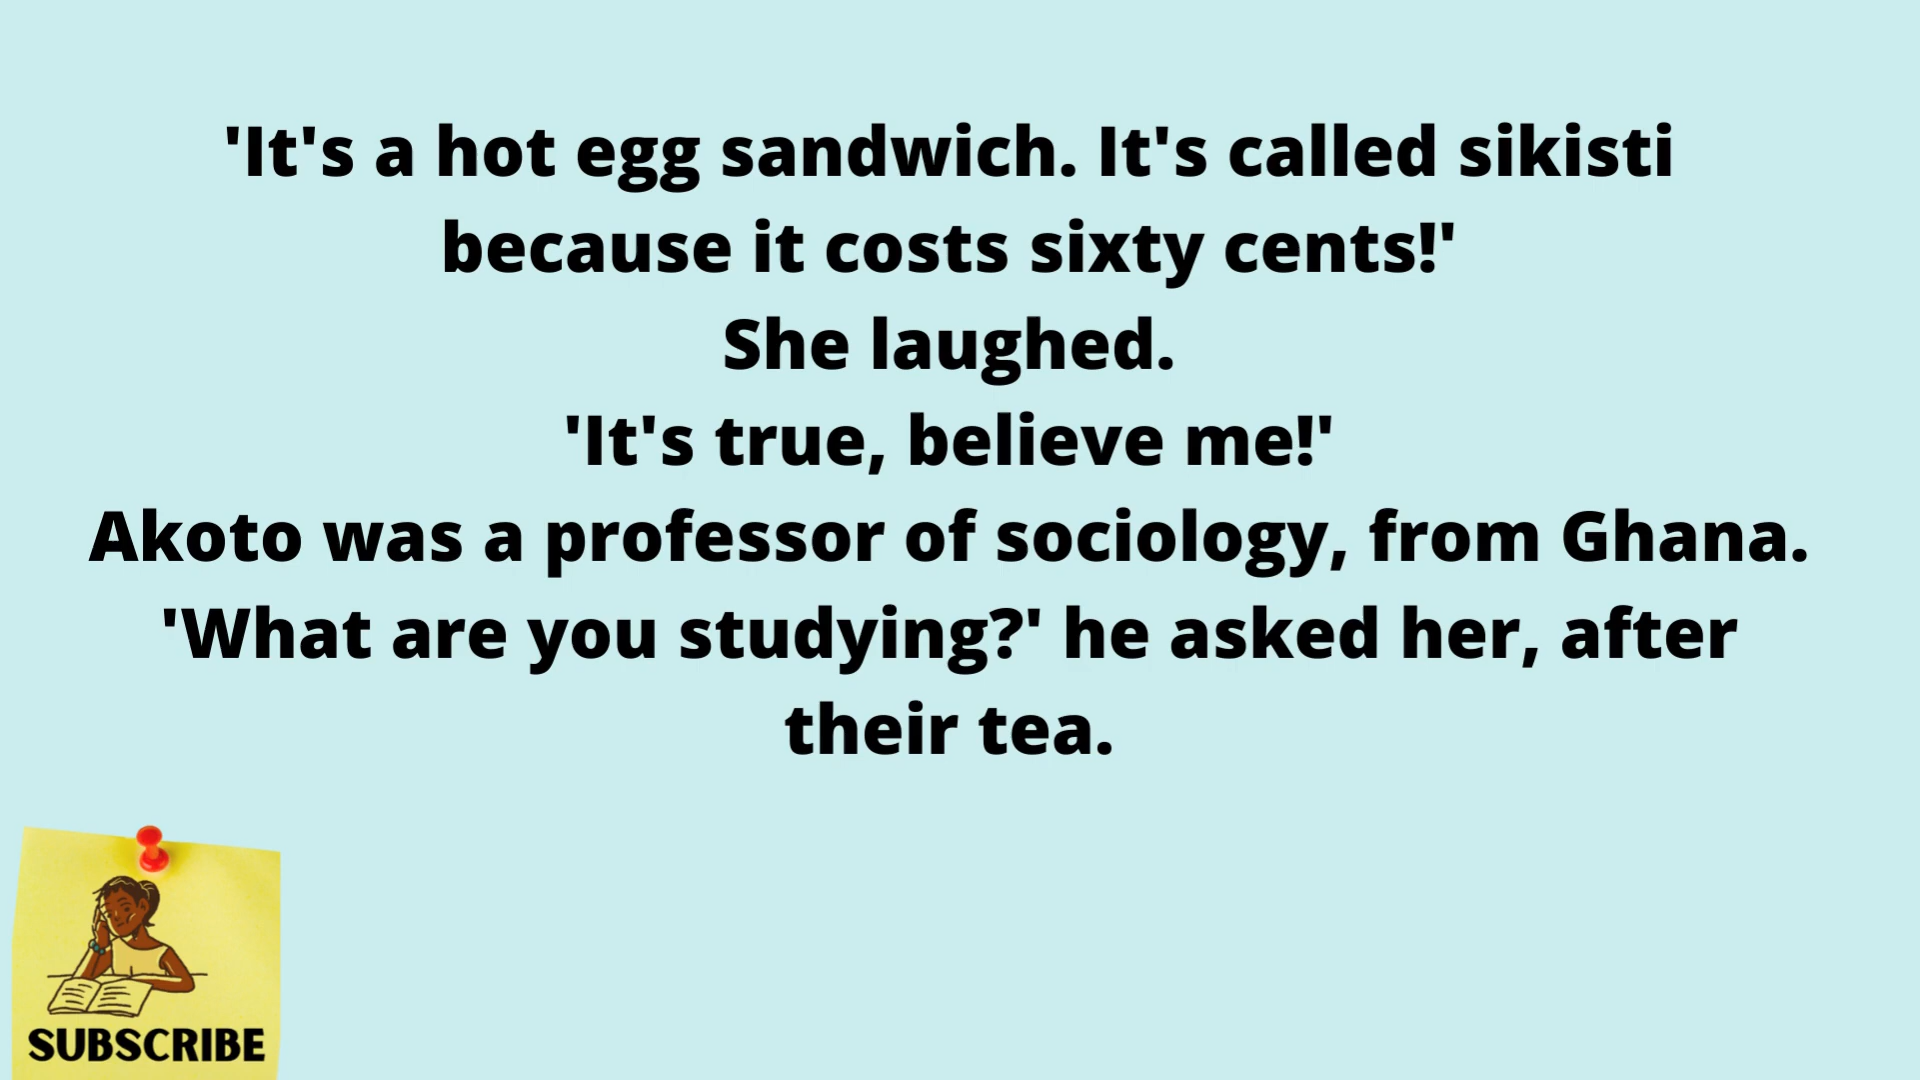 'It's a hot egg sandwich. It's called sikisti
because it costs sixty cents!'
She laughed.
'It's true, believe me!'
Akoto was a professor of sociology, from Ghana.
'What are you studying?' he asked her, after
their tea.
SUBSCRIBE